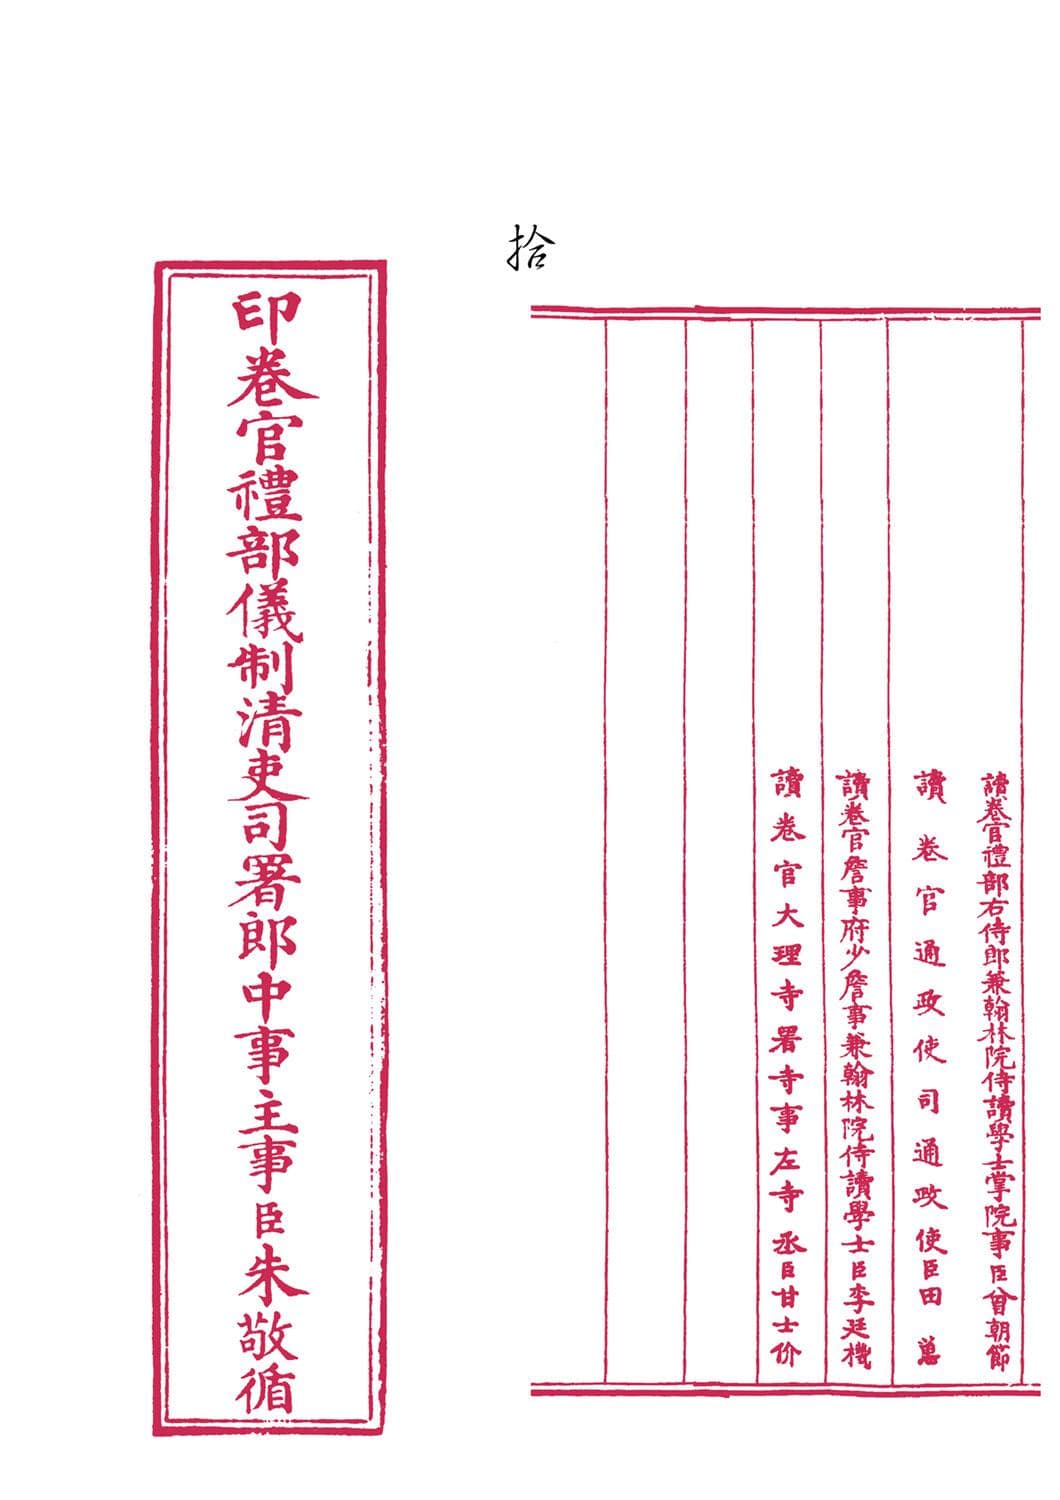 讀卷官禮部右侍郎兼翰林院侍讀學士掌院事臣曾朝節
讀卷官通政使司通政使臣田蕙
讀卷官詹事府少詹事兼翰林院侍讀學士臣李廷機
讀卷官大理寺署寺事左寺丞臣甘士价
拾
印卷官禮部儀制清吏司署郎中事主事臣朱敬循